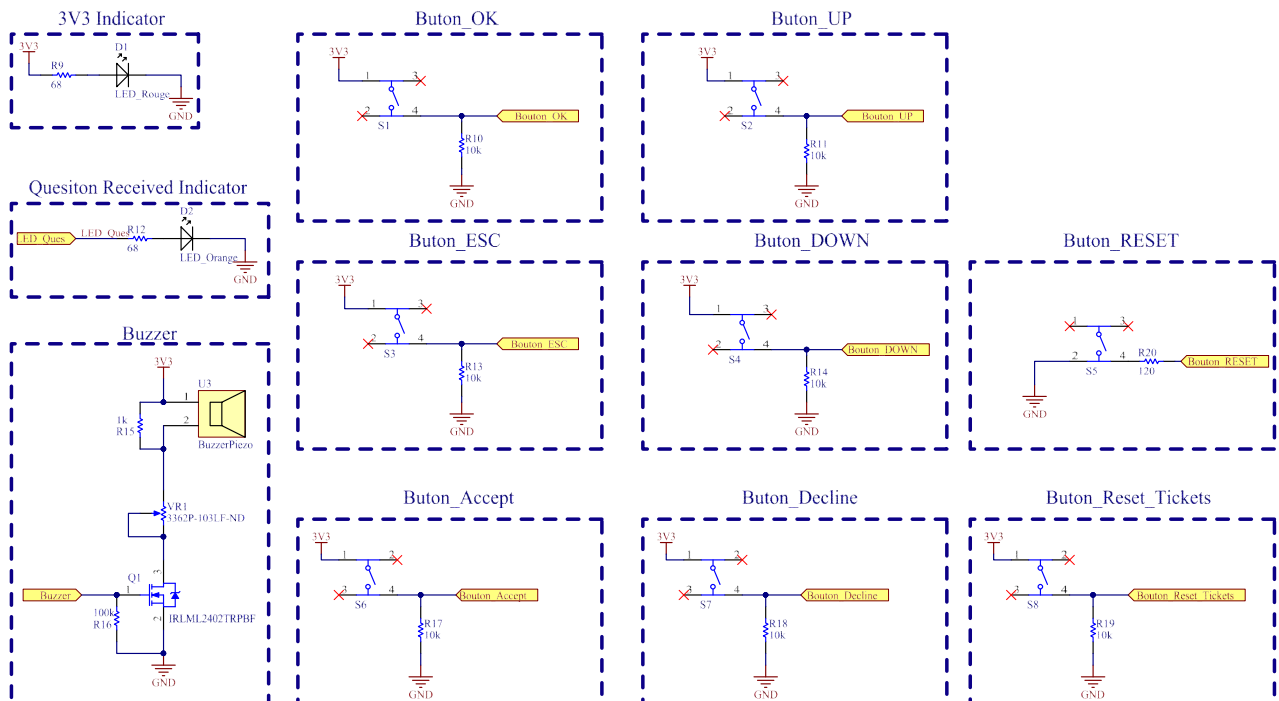 3V3 Indicator
3V3
R9
68
D1
LED_Rouge
GND
Buton_OK
3V3
1
3
2
4
S1
Bouton_OK
R10
10k
GND
Buton_UP
3V3
1
3
2
4
S2
Bouton_UP
R11
10k
GND
Quesiton Received Indicator
LED_Ques
LED_Ques
R12
68
D2
LED_Orange
GND
Buton_ESC
3V3
1
3
2
4
S3
Bouton_ESC
R13
10k
GND
Buton_DOWN
3V3
1
3
2
4
S4
Bouton_DOWN
R14
10k
GND
Buton_RESET
1
3
2
4
S5
R20
120
Bouton_RESET
GND
Buzzer
3V3
U3
1
2
BuzzerPiezo
1k
R15
VR1
3362P-103LF-ND
Buzzer
Q1
1
3
2
IRLML2402TRPBF
100k
R16
GND
Buton_Accept
3V3
1
2
3
4
S6
Bouton_Accept
R17
10k
GND
Buton_Decline
3V3
1
2
3
4
S7
Bouton_Decline
R18
10k
GND
Buton_Reset_Tickets
3V3
1
2
3
4
S8
Bouton_Reset_Tickets
R19
10k
GND